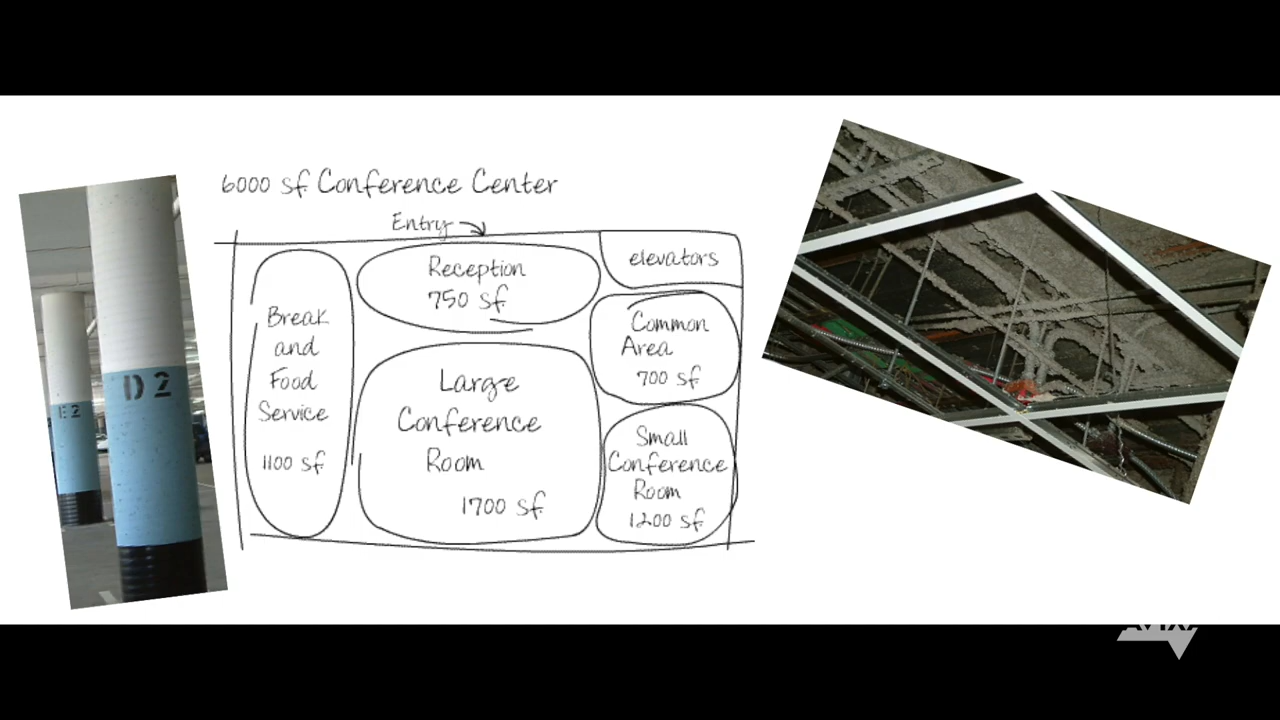 6000 sf Conference Center
Entry
Reception
750 sf
elevators
Break
and
Food
Service
1100 sf
Large
Conference
Room
1700 sf
Common
Area
700 sf
Small
Conference
Room
1200 sf
D2
E2